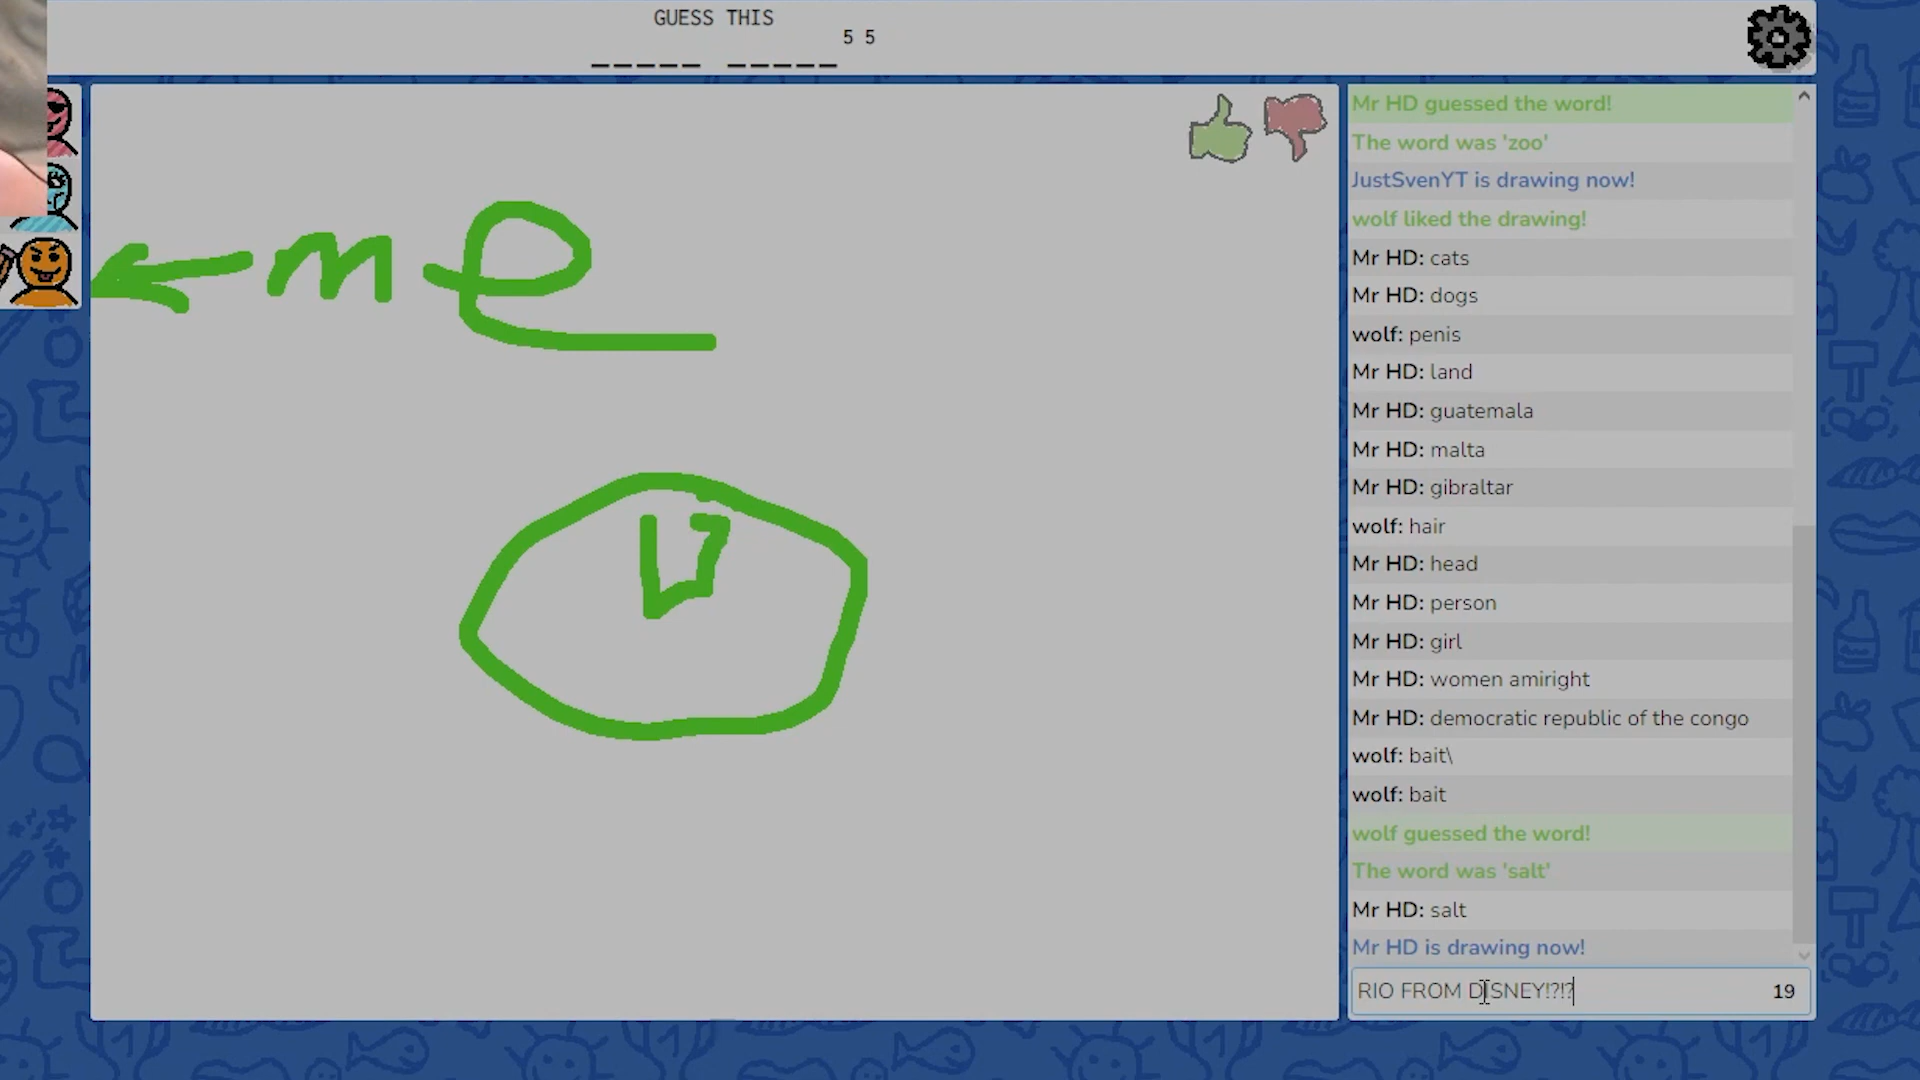 GUESS THIS
_____ _____ 5 5
me
Mr HD guessed the word!
The word was 'zoo'
JustSvenYT is drawing now!
wolf liked the drawing!
Mr HD: cats
Mr HD: dogs
wolf: penis
Mr HD: land
Mr HD: guatemala
Mr HD: malta
Mr HD: gibraltar
wolf: hair
Mr HD: head
Mr HD: person
Mr HD: girl
Mr HD: women amiright
Mr HD: democratic republic of the congo
wolf: bait\
wolf: bait
wolf guessed the word!
The word was 'salt'
Mr HD: salt
Mr HD is drawing now!
RIO FROM DISNEY!?!? 19